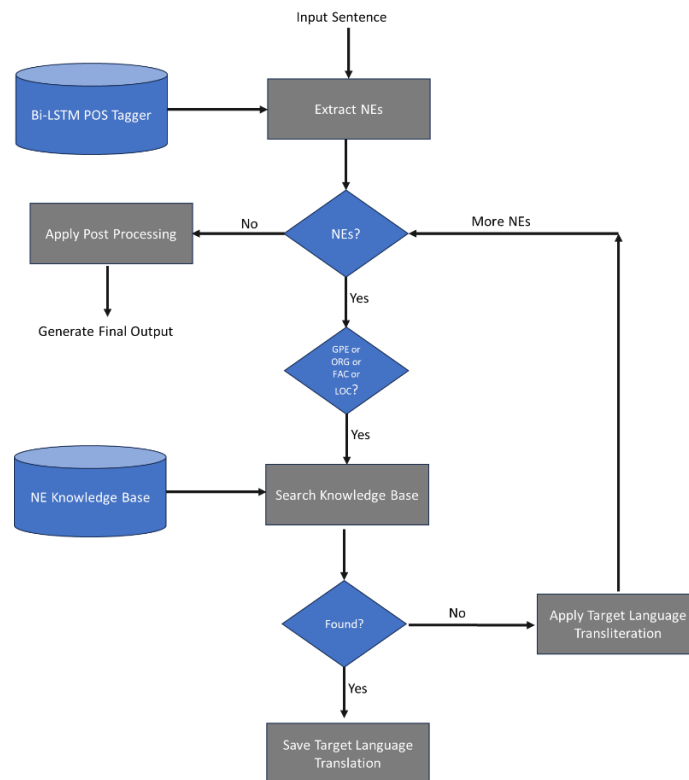 Input Sentence
Bi-LSTM POS Tagger
Extract NEs
More NEs
No
Apply Post Processing
NEs?
Yes
Generate Final Output
GPE or
ORG or
FAC or
LOC?
Yes
NE Knowledge Base
Search Knowledge Base
Found?
No
Apply Target Language
Transliteration
Yes
Save Target Language
Translation